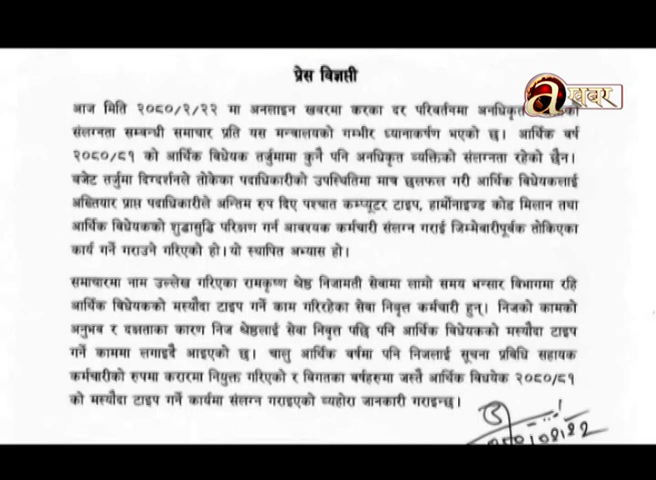 a खबर
प्रेस विज्ञप्ती
आज मिति २०८०/२/२२ मा अनलाइन खबरमा करका दर परिवर्तनमा अनधिकृत
संलग्नता सम्बन्धी समाचार प्रति यस मन्त्रालयको गम्भीर ध्यानाकर्षण भएको छ। आर्थिक वर्ष
२०८०/८१ को आर्थिक विधेयक तर्जुमामा कुनै पनि अनधिकृत व्यक्तिको संलग्नता रहेको छैन।
बजेट तर्जुमा दिग्दर्शनले तोकेका पदाधिकारीको उपस्थितिमा मात्र छलफल गरी आर्थिक विधेयकलाई
अख्तियार प्राप्त पदाधिकारीले अन्तिम रुप दिए पश्चात कम्प्यूटर टाइप, हार्मोनाइज्ड कोड मिलान तथा
आर्थिक विधेयकको शुद्धाशुद्धि परिक्षण गर्न आवश्यक कर्मचारी संलग्न गराई जिम्मेवारीपूर्वक तोकिएका
कार्य गर्ने गराउने गरिएको हो। यो स्थापित अभ्यास हो।
समाचारमा नाम उल्लेख गरिएका रामकृष्ण श्रेष्ठ निजामती सेवामा लामो समय भन्सार विभागमा रहि
आर्थिक विधेयकको मस्यौदा टाइप गर्ने काम गरिरहेका सेवा निवृत्त कर्मचारी हुन्। निजको कामको
अनुभव र दक्षताका कारण निज श्रेष्ठलाई सेवा निवृत्त पछि पनि आर्थिक विधेयकको मस्यौदा टाइप
गर्ने काममा लगाइदै आइएको छ। चालु आर्थिक वर्षमा पनि निजलाई सूचना प्रविधि सहायक
कर्मचारीको रुपमा करारमा नियुक्त गरिएको र विगतका वर्षहरुमा जस्तै आर्थिक विधयेक २०८०/८१
को मस्यौदा टाइप गर्ने कार्यमा संलग्न गराइएको व्यहोरा जानकारी गराइन्छ।